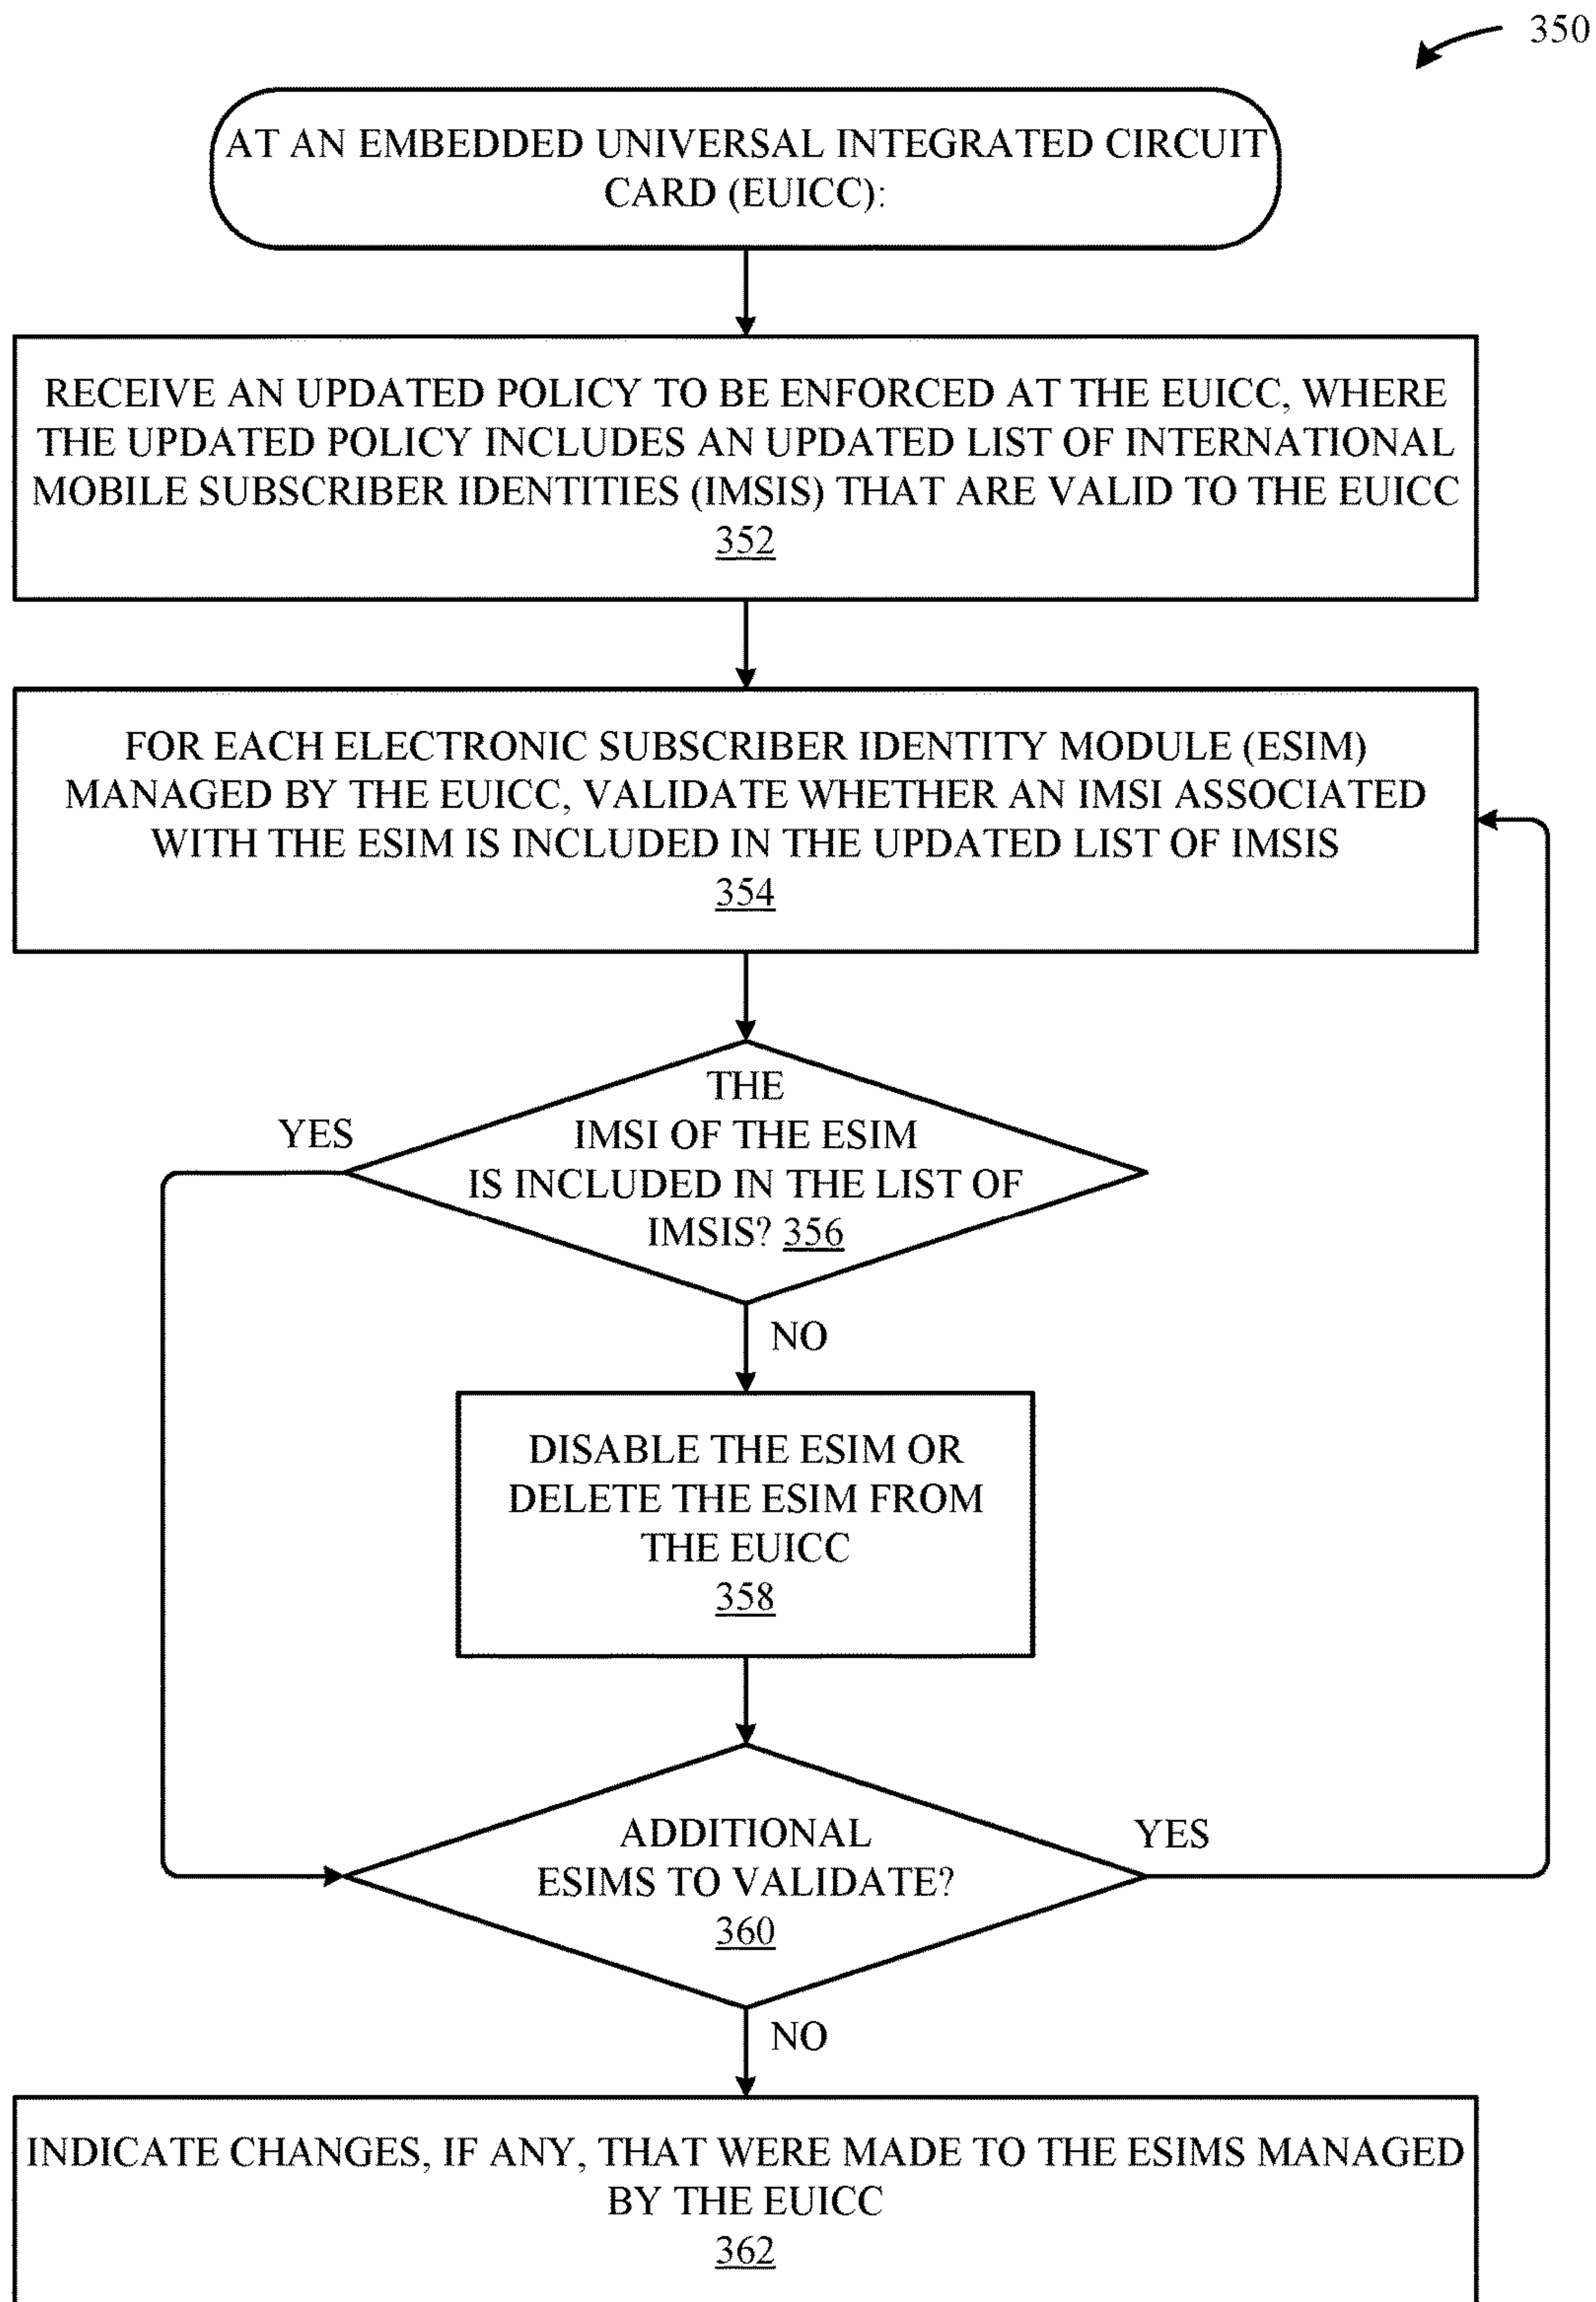 350
AT AN EMBEDDED UNIVERSAL INTEGRATED CIRCUIT
CARD (EUICC):
RECEIVE AN UPDATED POLICY TO BE ENFORCED AT THE EUICC, WHERE
THE UPDATED POLICY INCLUDES AN UPDATED LIST OF INTERNATIONAL
MOBILE SUBSCRIBER IDENTITIES (IMSIS) THAT ARE VALID TO THE EUICC
352
FOR EACH ELECTRONIC SUBSCRIBER IDENTITY MODULE (ESIM)
MANAGED BY THE EUICC, VALIDATE WHETHER AN IMSI ASSOCIATED
WITH THE ESIM IS INCLUDED IN THE UPDATED LIST OF IMSIS
354
THE
YES
IMSI OF THE ESIM
IS INCLUDED IN THE LIST OF
IMSIS? 356
NO
DISABLE THE ESIM OR
DELETE THE ESIM FROM
THE EUICC
358
ADDITIONAL
YES
ESIMS TO VALIDATE?
360
NO
INDICATE CHANGES, IF ANY, THAT WERE MADE TO THE ESIMS MANAGED
BY THE EUICC
362